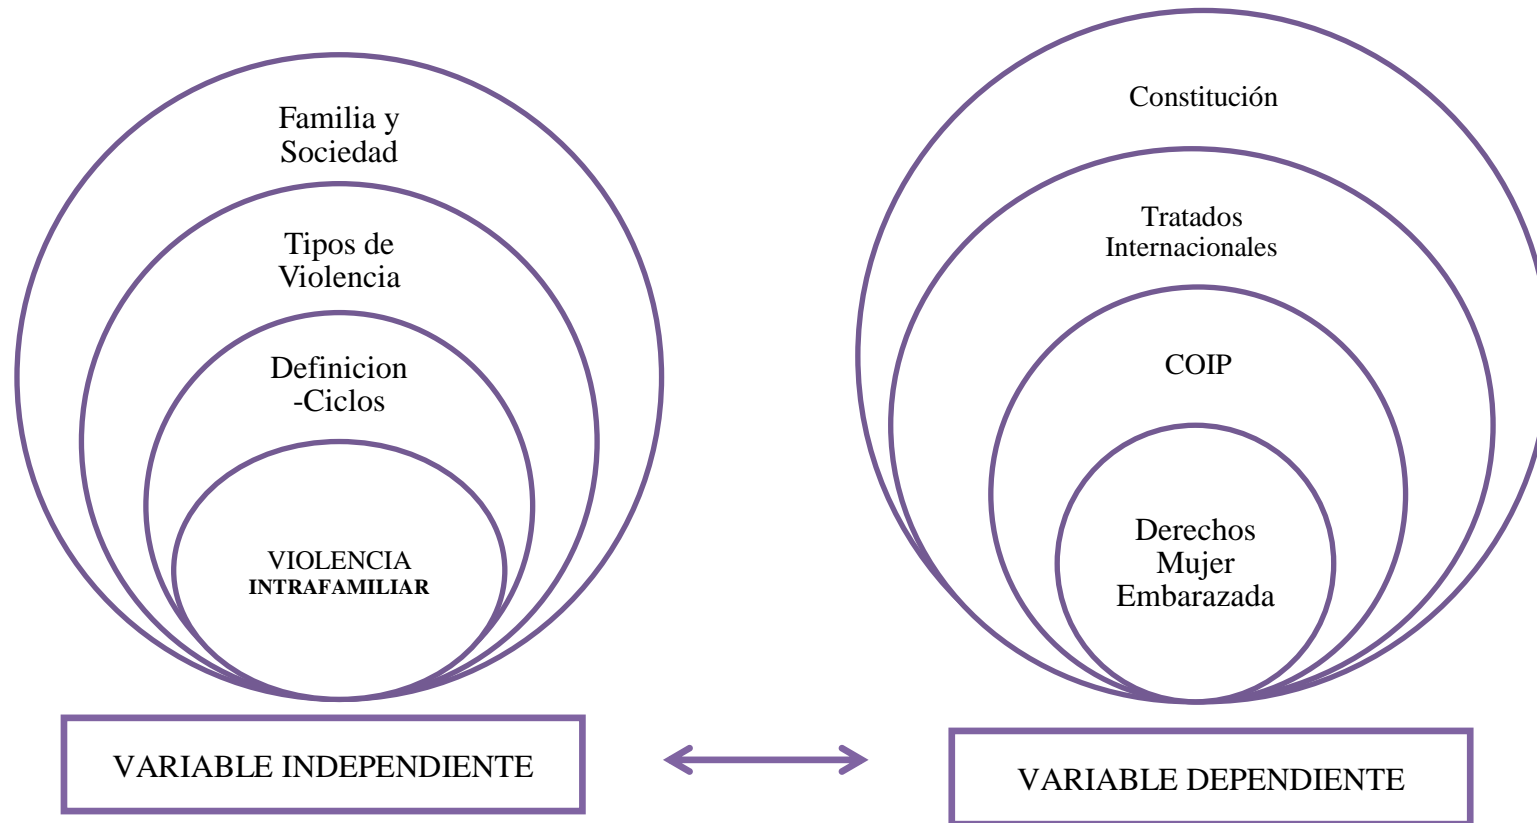 Familia y
Sociedad
Tipos de
Violencia
Definicion
-Ciclos
VIOLENCIA
INTRAFAMILIAR
VARIABLE INDEPENDIENTE
Constitución
Tratados
Internacionales
COIP
Derechos
Mujer
Embarazada
VARIABLE DEPENDIENTE